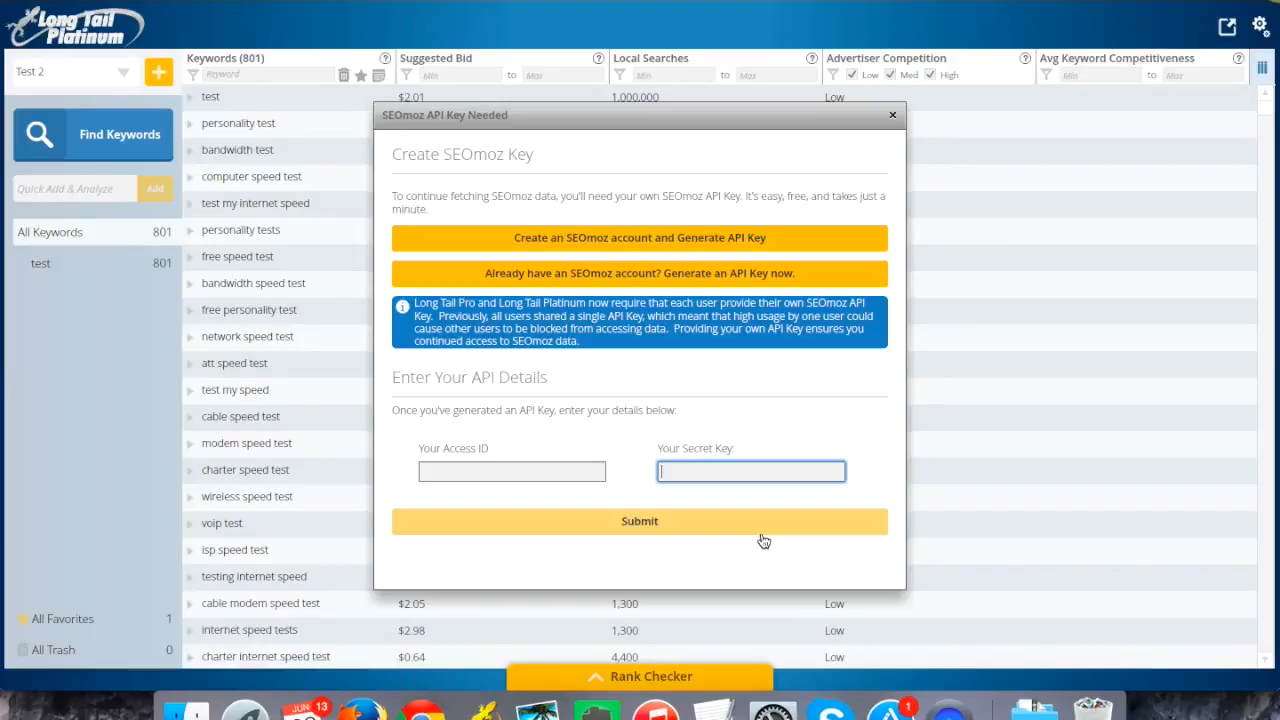 Long Tail
Platinum
Test 2
Find Keywords
Quick Add & Analyze
Add
All Keywords 801
test 801
All Favorites 1
All Trash 0
Keywords (801) Suggested Bid Local Searches Advertiser Competition Avg Keyword Competitiveness
Keyword Min to Max Min to Max Low Med High Min to Max
test $2.01 1,000,000 Low
personality test
bandwidth test
computer speed test
test my internet speed
personality tests
free speed test
bandwidth speed test
free personality test
network speed test
att speed test
test my speed
cable speed test
modem speed test
charter speed test
wireless speed test
voip test
isp speed test
testing internet speed
cable modem speed test $2.05 1,300 Low
internet speed tests $2.98 1,300 Low
charter internet speed test $0.64 4,400 Low
SEOmoz API Key Needed
Create SEOmoz Key
To continue fetching SEOmoz data, you'll need your own SEOmoz API Key. It's easy, free, and takes just a
minute.
Create an SEOmoz account and Generate API Key
Already have an SEOmoz account? Generate an API Key now.
Long Tail Pro and Long Tail Platinum now require that each user provide their own SEOmoz API
Key. Previously, all users shared a single API Key, which meant that high usage by one user could
cause other users to be blocked from accessing data. Providing your own API Key ensures you
continued access to SEOmoz data.
Enter Your API Details
Once you've generated an API Key, enter your details below:
Your Access ID Your Secret Key:
Submit
Rank Checker
JUN 13
1